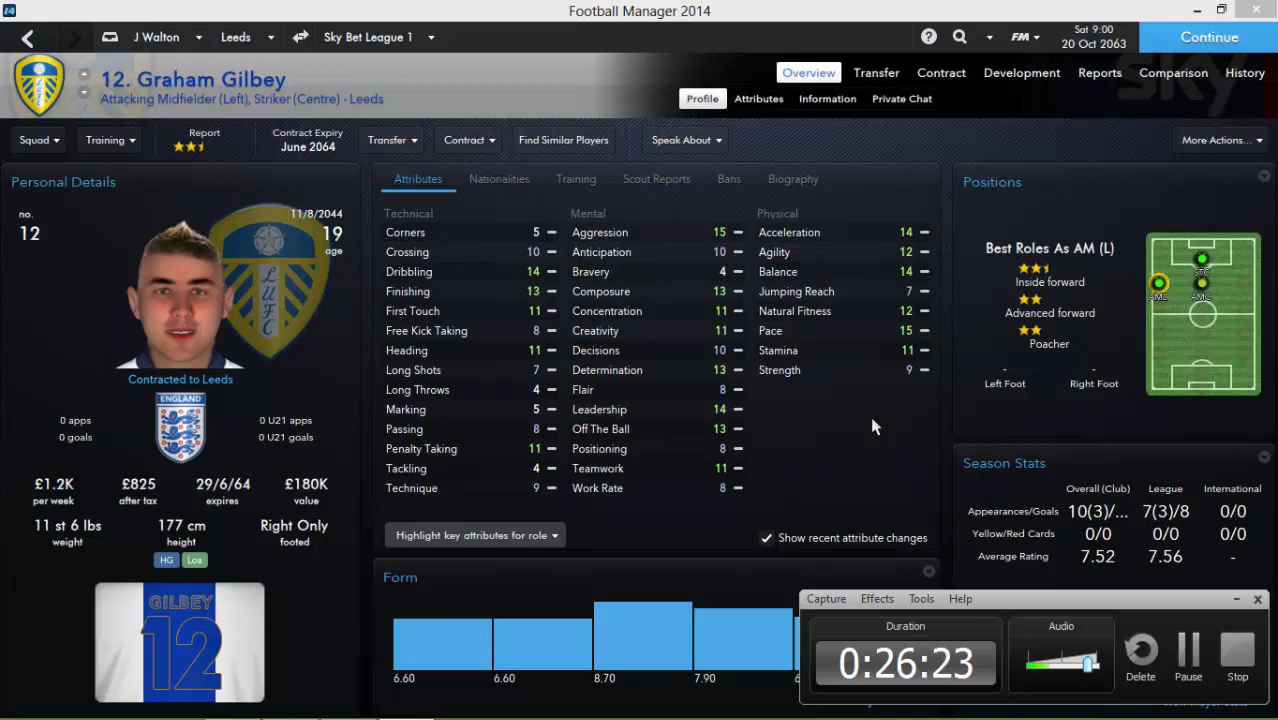 Football Manager 2014
J Walton Leeds Sky Bet League 1 FM Sat 9:00 20 Oct 2063 Continue
12. Graham Gilbey
Attacking Midfielder (Left), Striker (Centre) - Leeds
Overview Transfer Contract Development Reports Comparison History
Profile Attributes Information Private Chat
Squad Training Report Contract Expiry June 2064 Transfer Contract Find Similar Players Speak About More Actions...
Personal Details
no. 12
11/8/2044
19 age
Contracted to Leeds
ENGLAND
0 apps 0 U21 apps
0 goals 0 U21 goals
£1.2K £825 29/6/64 £180K
per week after tax expires value
11 st 6 lbs 177 cm Right Only
weight height footed
HG Loa
GILBEY
12
Attributes Nationalities Training Scout Reports Bans Biography
Technical Mental Physical
Corners 5 Aggression 15 Acceleration 14
Crossing 10 Anticipation 10 Agility 12
Dribbling 14 Bravery 4 Balance 14
Finishing 13 Composure 13 Jumping Reach 7
First Touch 11 Concentration 11 Natural Fitness 12
Free Kick Taking 8 Creativity 11 Pace 15
Heading 11 Decisions 10 Stamina 11
Long Shots 7 Determination 13 Strength 9
Long Throws 4 Flair 8
Marking 5 Leadership 14
Passing 8 Off The Ball 13
Penalty Taking 11 Positioning 8
Tackling 4 Teamwork 11
Technique 9 Work Rate 8
Highlight key attributes for role Show recent attribute changes
Form
6.60 6.60 8.70 7.90
Positions
Best Roles As AM (L)
Inside forward
Advanced forward
Poacher
- -
Left Foot Right Foot
STC
AML AMC
Season Stats
Overall (Club) League International
Appearances/Goals 10(3)/... 7(3)/8 0/0
Yellow/Red Cards 0/0 0/0 0/0
Average Rating 7.52 7.56 -
Capture Effects Tools Help
Duration Audio
0:26:23
Delete Pause Stop